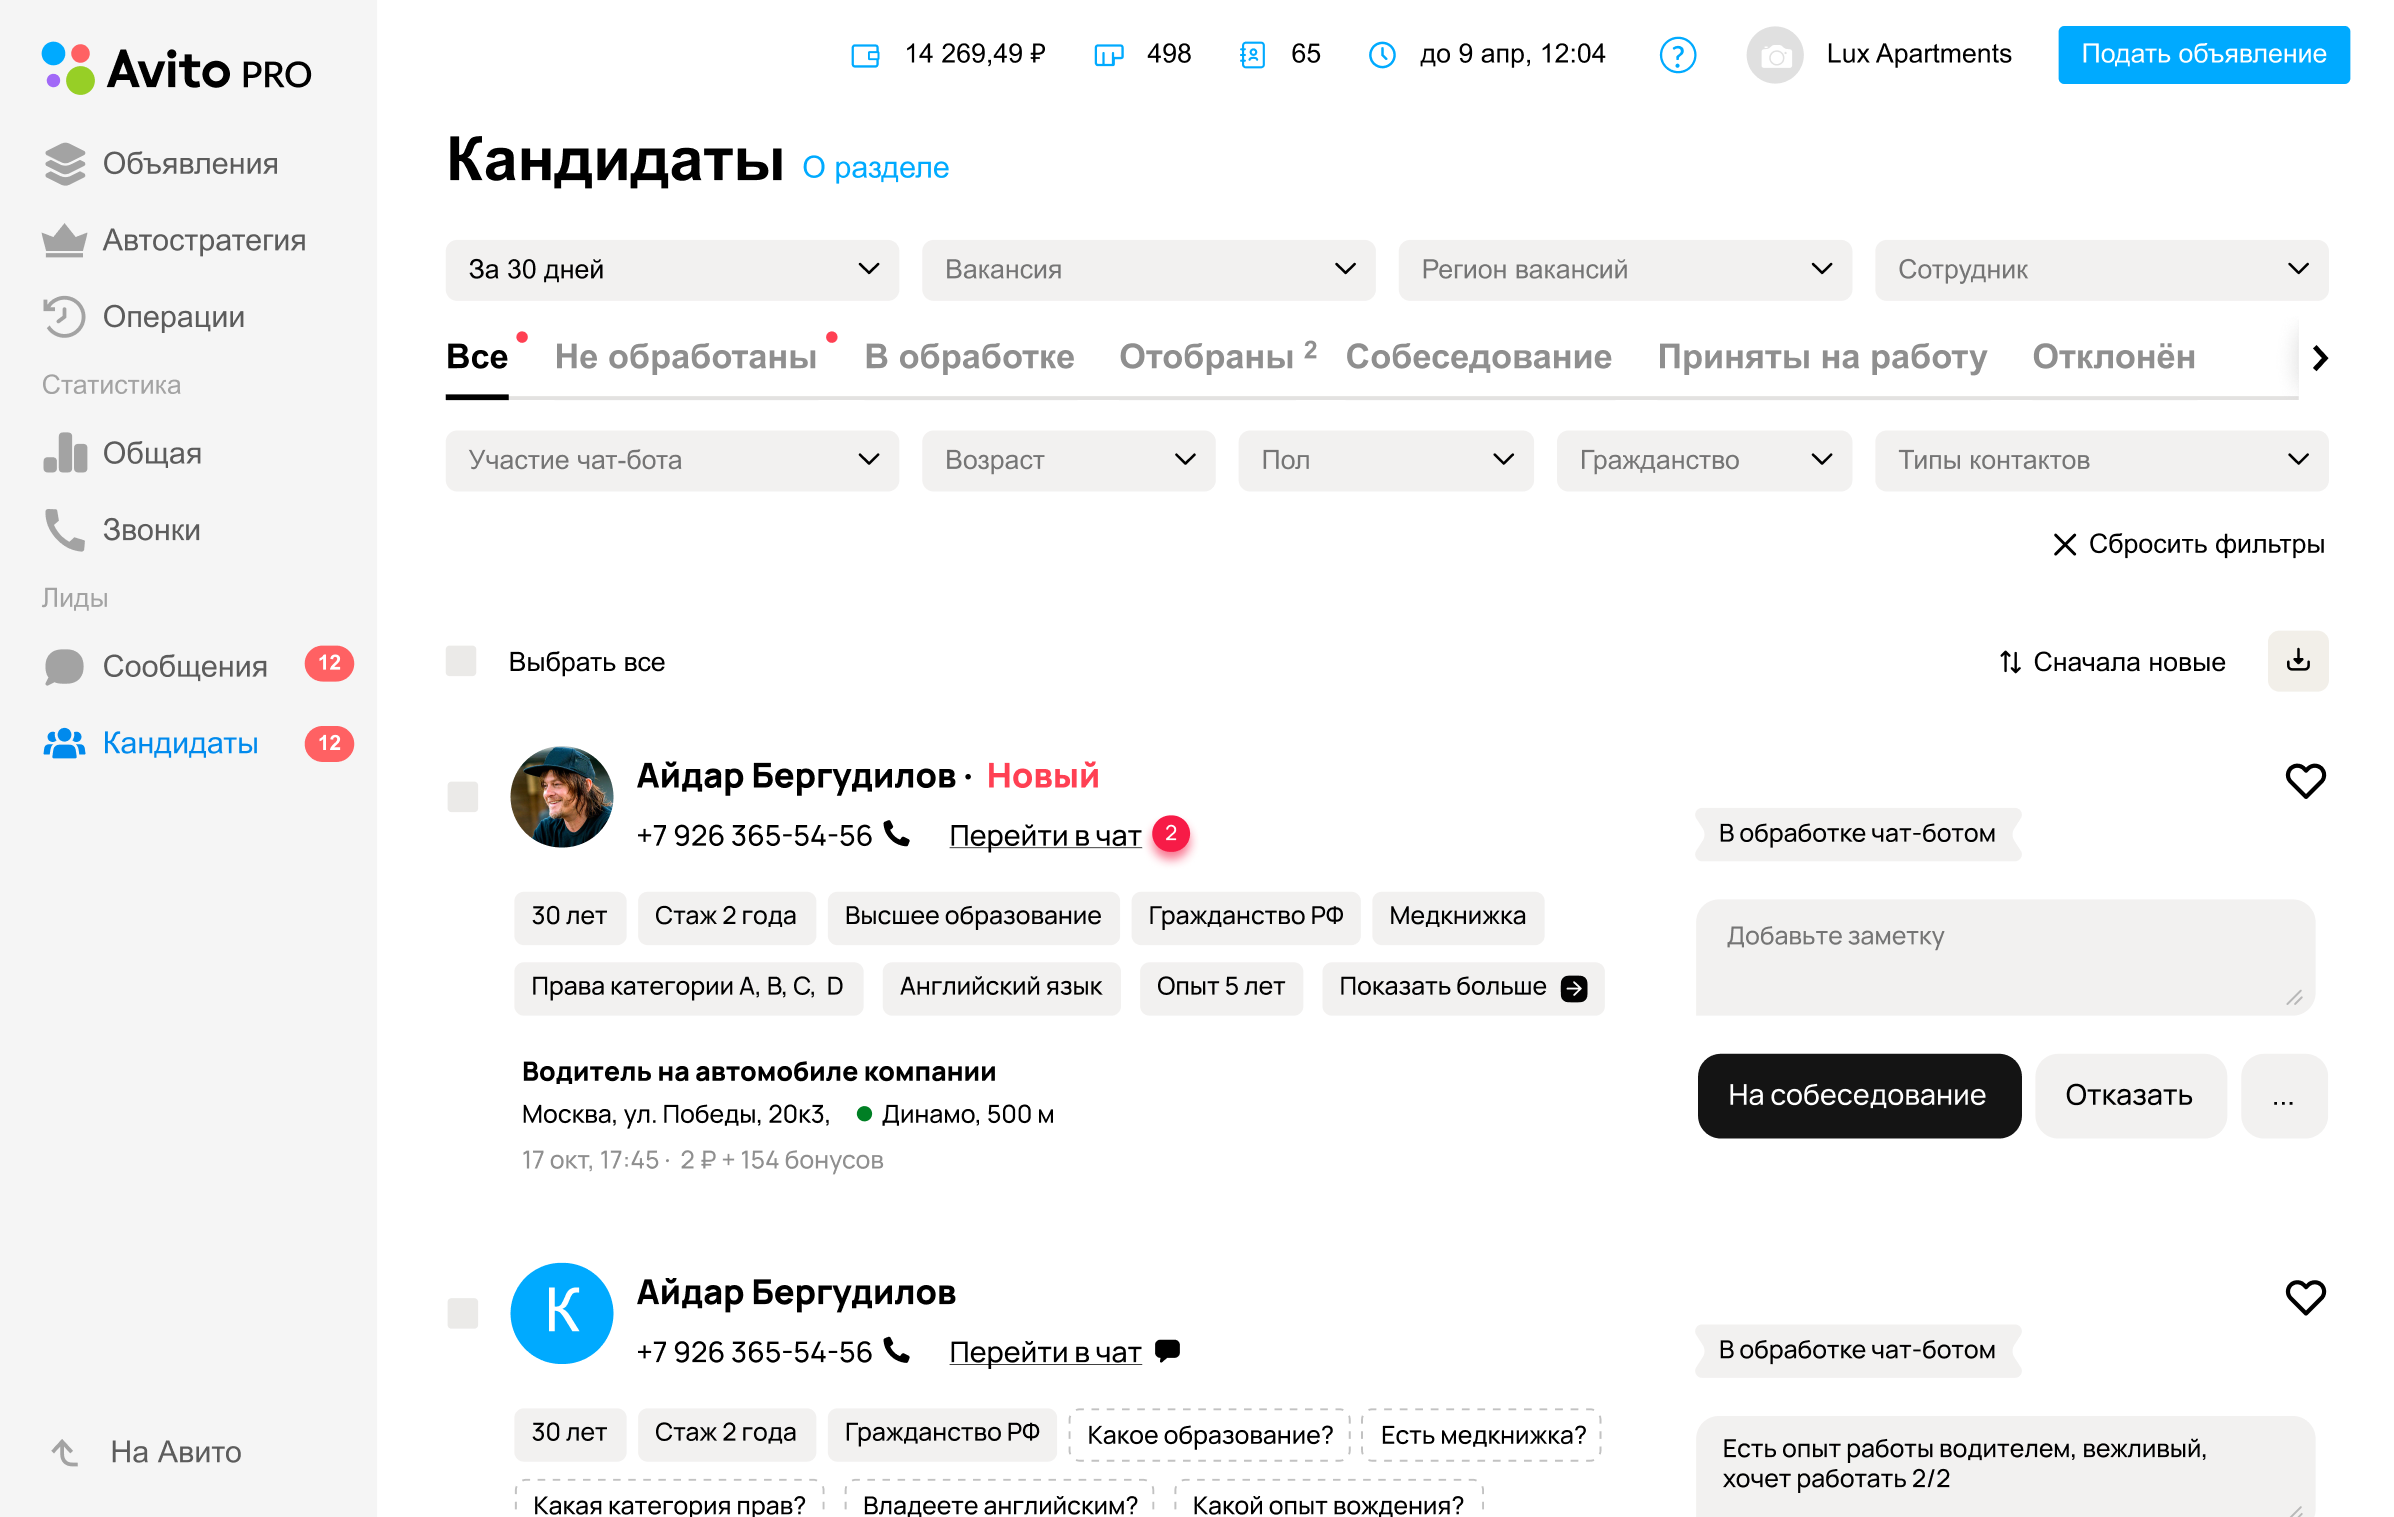 Avito PRO
14 269,49 ₽ 498 65 до 9 апр, 12:04 ? Lux Apartments Подать объявление
Объявления
Автостратегия
Операции
Статистика
Общая
Звонки
Лиды
Сообщения 12
Кандидаты 12
На Авито
Кандидаты О разделе
За 30 дней Вакансия Регион вакансий Сотрудник
Все Не обработаны В обработке Отобраны 2 Собеседование Приняты на работу Отклонён
Участие чат-бота Возраст Пол Гражданство Типы контактов
Сбросить фильтры
Выбрать все Сначала новые
Айдар Бергудилов · Новый
+7 926 365-54-56 Перейти в чат 2
В обработке чат-ботом
30 лет Стаж 2 года Высшее образование Гражданство РФ Медкнижка
Добавьте заметку
Права категории A, B, C, D Английский язык Опыт 5 лет Показать больше
Водитель на автомобиле компании
Москва, ул. Победы, 20к3, Динамо, 500 м
17 окт, 17:45 · 2 ₽ + 154 бонусов
На собеседование Отказать ...
К
Айдар Бергудилов
+7 926 365-54-56 Перейти в чат
В обработке чат-ботом
30 лет Стаж 2 года Гражданство РФ Какое образование? Есть медкнижка?
Есть опыт работы водителем, вежливый,
хочет работать 2/2
Какая категория прав? Владеете английским? Какой опыт вождения?